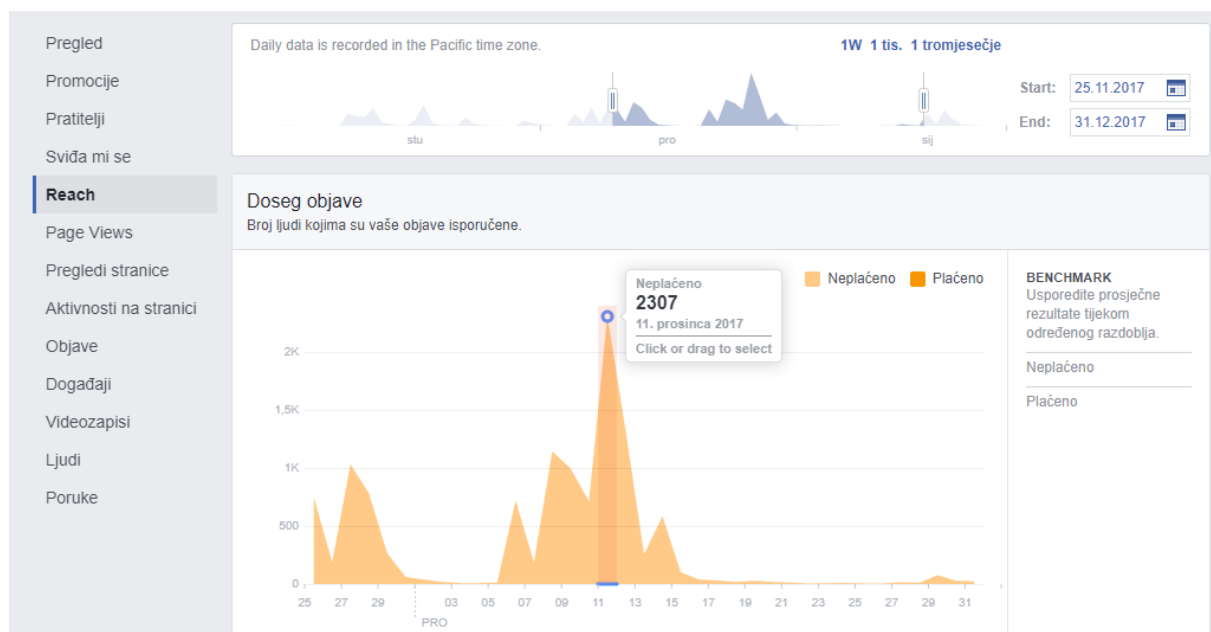 Pregled
Promocije
Pratitelji
Sviđa mi se
Reach
Page Views
Pregledi stranice
Aktivnosti na stranici
Objave
Događaji
Videozapisi
Ljudi
Poruke
Daily data is recorded in the Pacific time zone.
1W 1 tis. 1 tromjesečje
Start: 25.11.2017
End: 31.12.2017
stu pro sij
Doseg objave
Broj ljudi kojima su vaše objave isporučene.
Neplaćeno Plaćeno
Neplaćeno
2307
11. prosinca 2017
Click or drag to select
2K
1,5K
1K
500
0
25 27 29 03 05 07 09 11 13 15 17 19 21 23 25 27 29 31
PRO
BENCHMARK
Usporedite prosječne
rezultate tijekom
određenog razdoblja.
Neplaćeno
Plaćeno